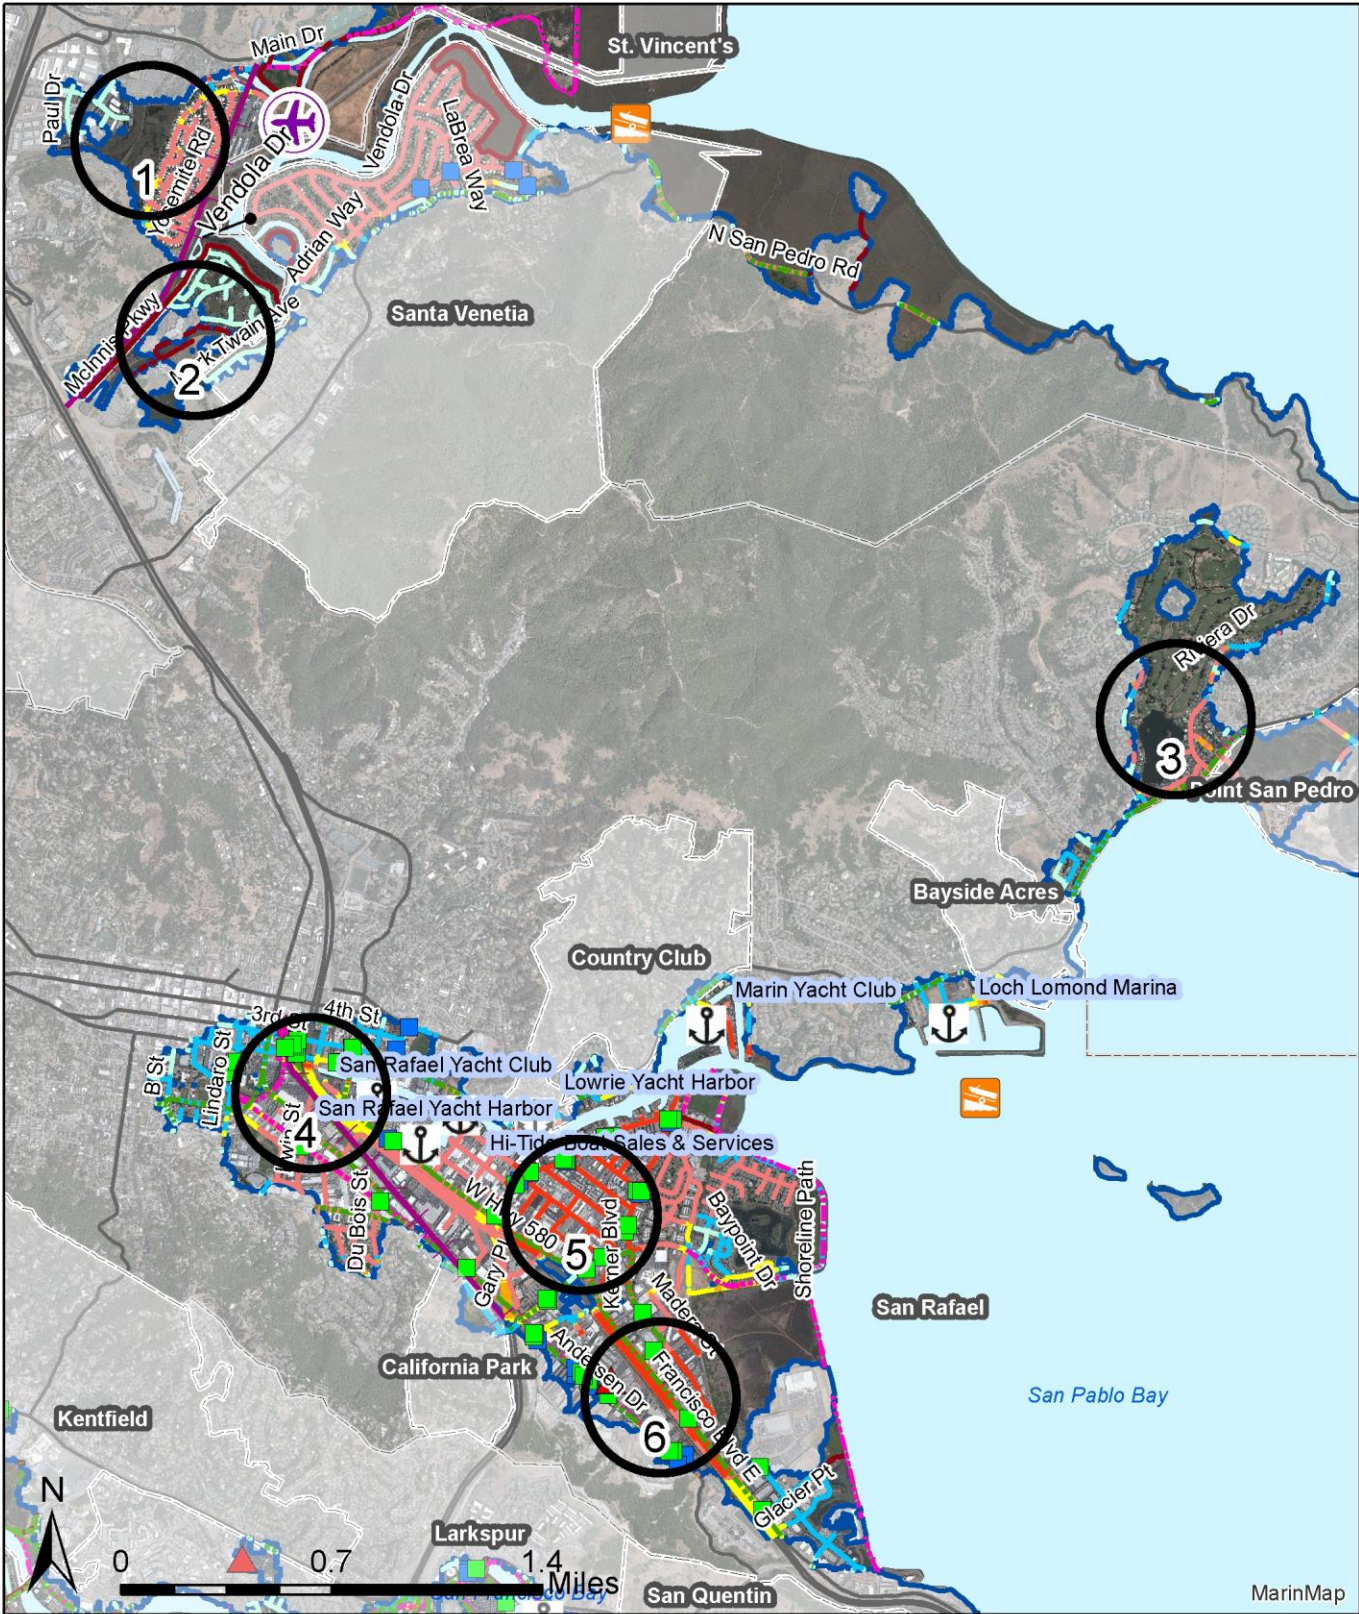 St. Vincent's
Main Dr
Paul Dr
Vendola Dr
LaBrea Way
1
Yosemite Rd
Vendola Dr
Adrian Way
N San Pedro Rd
Santa Venetia
McInnis Pkwy
2
Riviera Dr
3
Point San Pedro
Bayside Acres
Country Club
Marin Yacht Club
Loch Lomond Marina
3rd St
4th St
B St
Lindaro St
San Rafael Yacht Club
Lowrie Yacht Harbor
San Rafael Yacht Harbor
4
Hi-Tide Boat Sales & Services
Du Bois St
W Hwy 580
5
Kerner Blvd
Baypoint Dr
Shoreline Path
San Rafael
California Park
Andersen Dr
Francisco Blvd E
6
San Pablo Bay
Kentfield
Glacier Pt
N
Larkspur
0 0.7 1.4
Miles
San Quentin
MarinMap